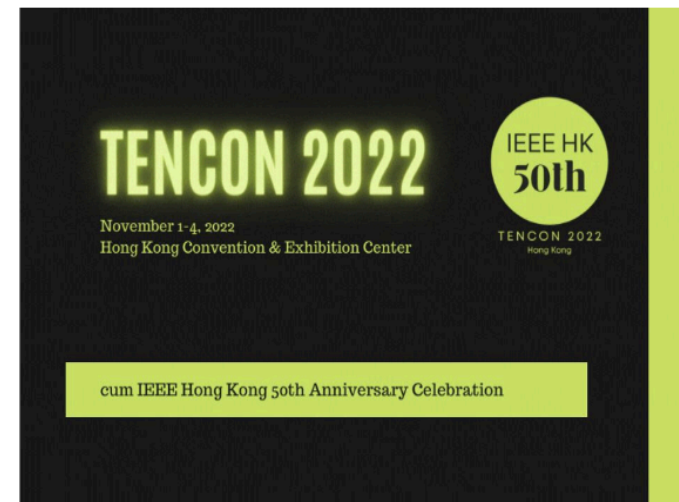 TENCON 2022
November 1-4, 2022
Hong Kong Convention & Exhibition Center
IEEE HK
50th
TENCON 2022
Hong Kong
cum IEEE Hong Kong 50th Anniversary Celebration